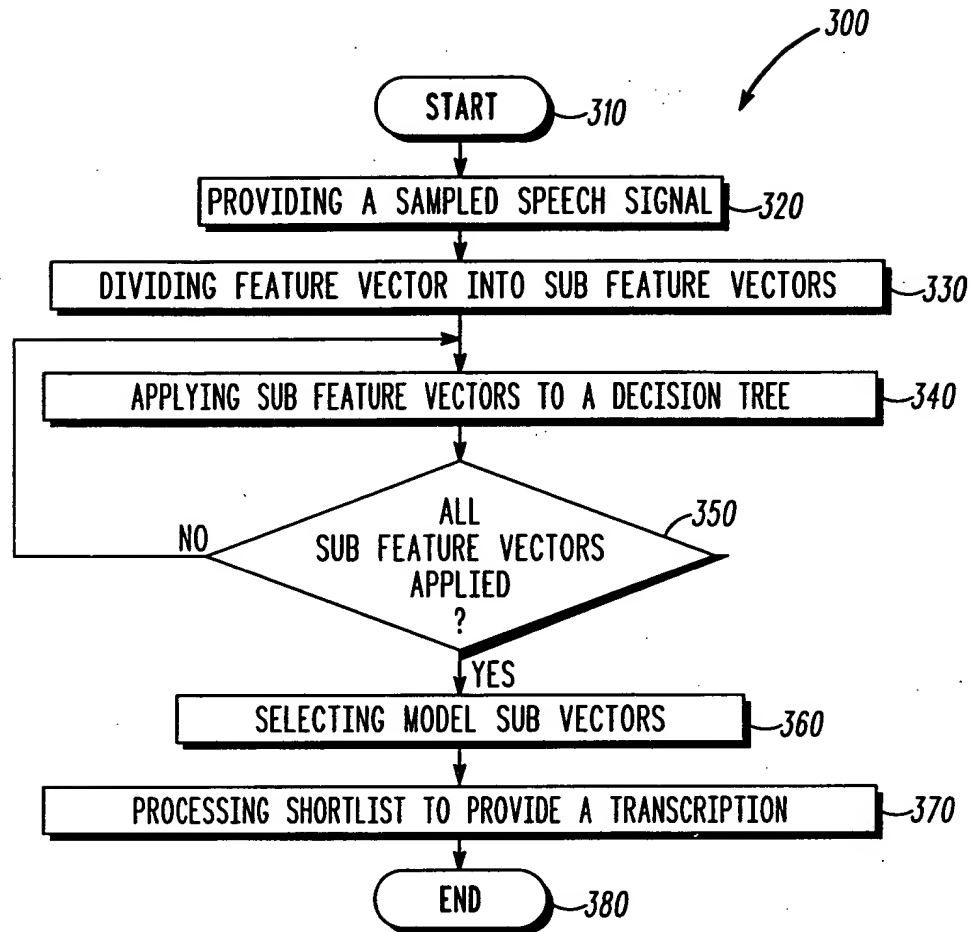 300
START
310
PROVIDING A SAMPLED SPEECH SIGNAL
320
DIVIDING FEATURE VECTOR INTO SUB FEATURE VECTORS
330
APPLYING SUB FEATURE VECTORS TO A DECISION TREE
340
ALL
SUB FEATURE VECTORS
APPLIED
?
350
NO
YES
SELECTING MODEL SUB VECTORS
360
PROCESSING SHORTLIST TO PROVIDE A TRANSCRIPTION
370
END
380